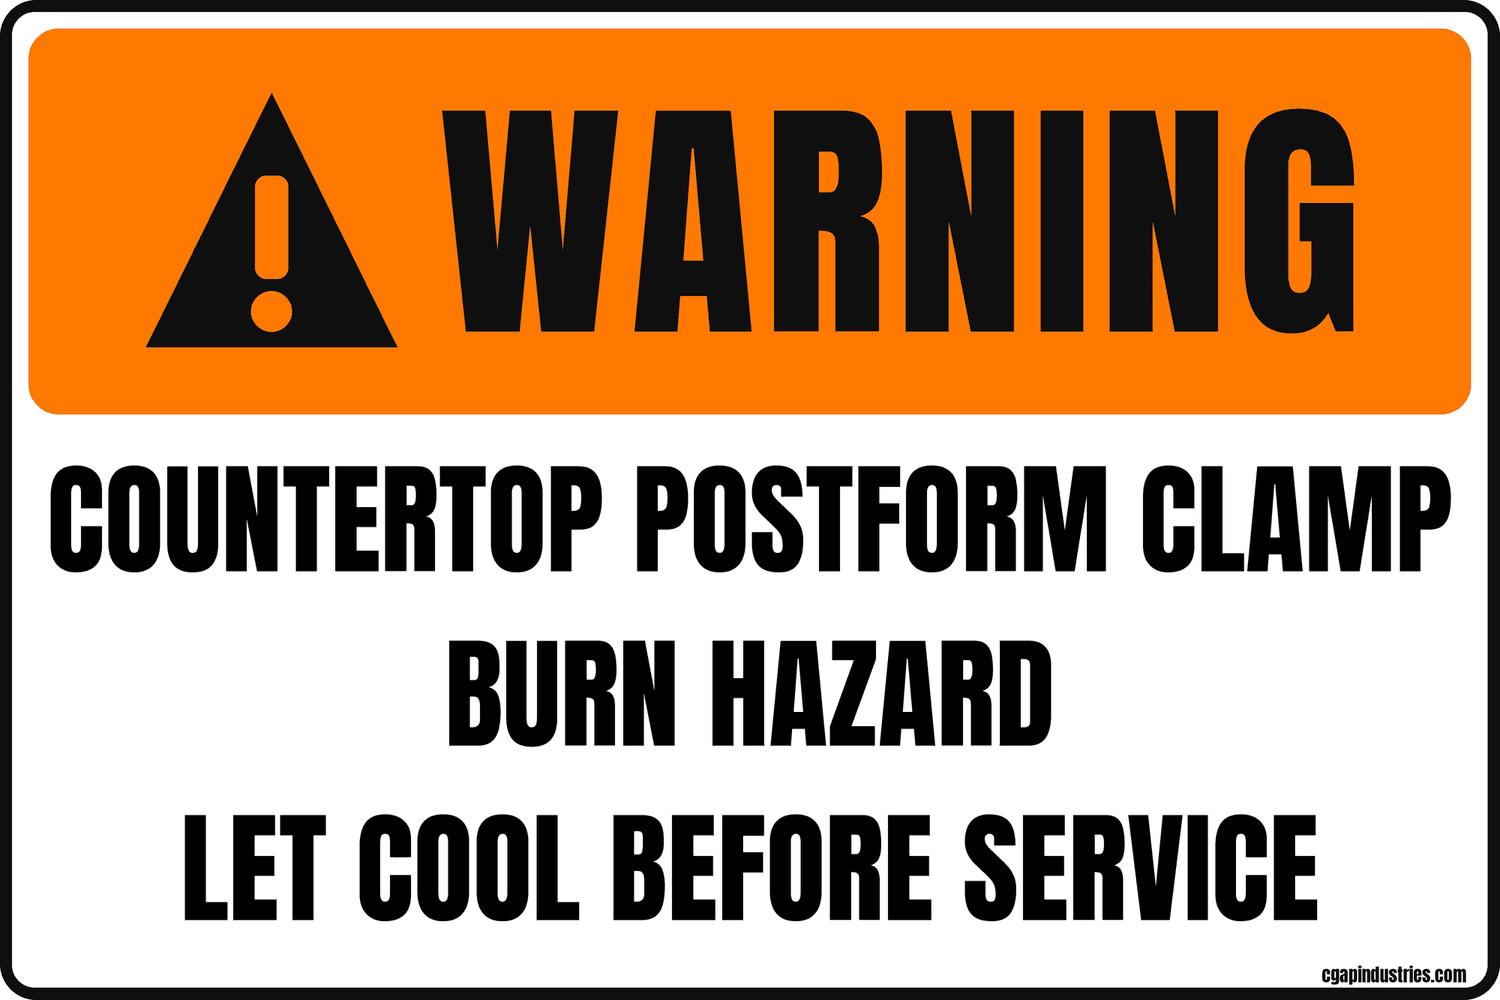 WARNING
COUNTERTOP POSTFORM CLAMP
BURN HAZARD
LET COOL BEFORE SERVICE
cgapindustries.com